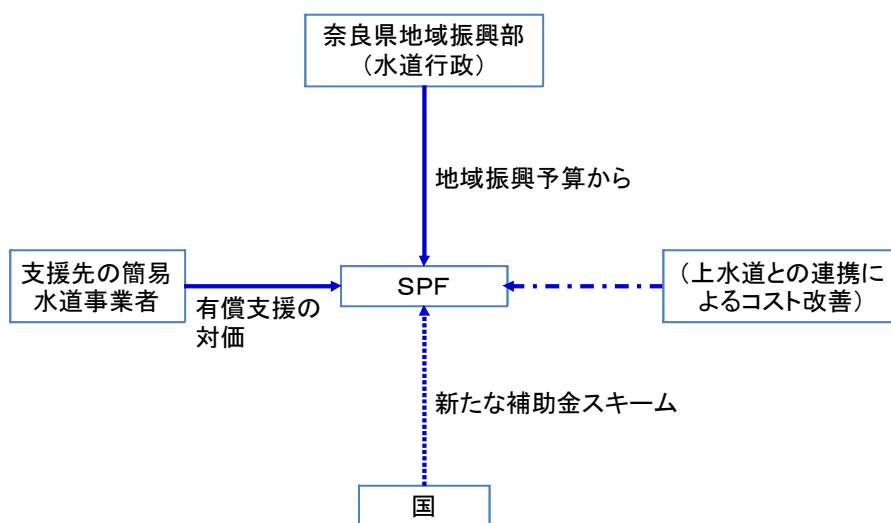 奈良県地域振興部
（水道行政）
地域振興予算から
支援先の簡易
水道事業者
有償支援の
対価
ＳＰＦ
（上水道との連携に
よるコスト改善）
新たな補助金スキーム
国